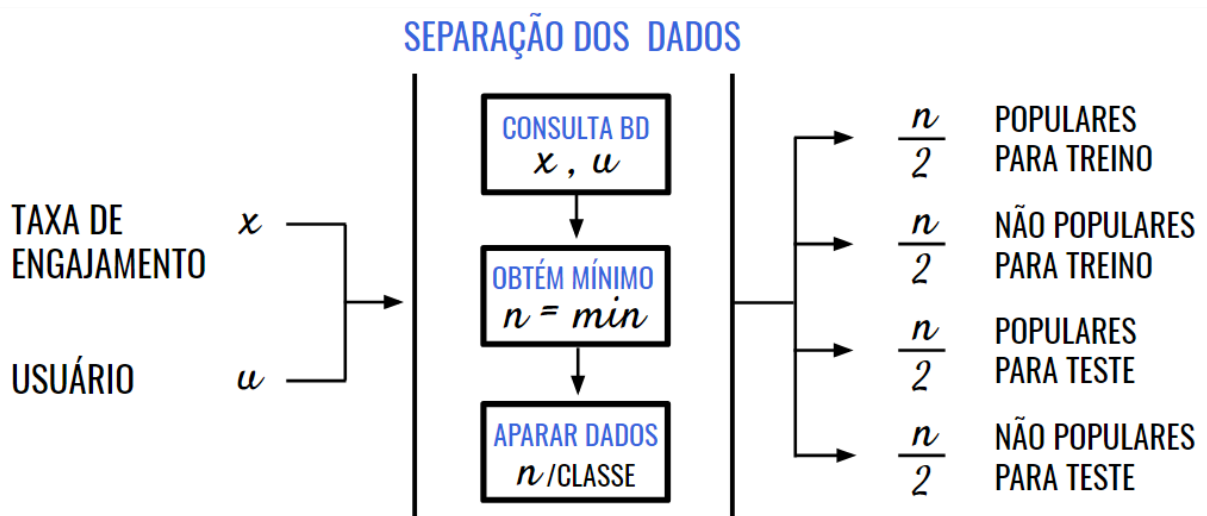 SEPARAÇÃO DOS DADOS
TAXA DE
ENGAJAMENTO x
USUÁRIO u
CONSULTA BD
x , u
OBTÉM MÍNIMO
n = min
APARAR DADOS
n /CLASSE
n
2
POPULARES
PARA TREINO
n
2
NÃO POPULARES
PARA TREINO
n
2
POPULARES
PARA TESTE
n
2
NÃO POPULARES
PARA TESTE